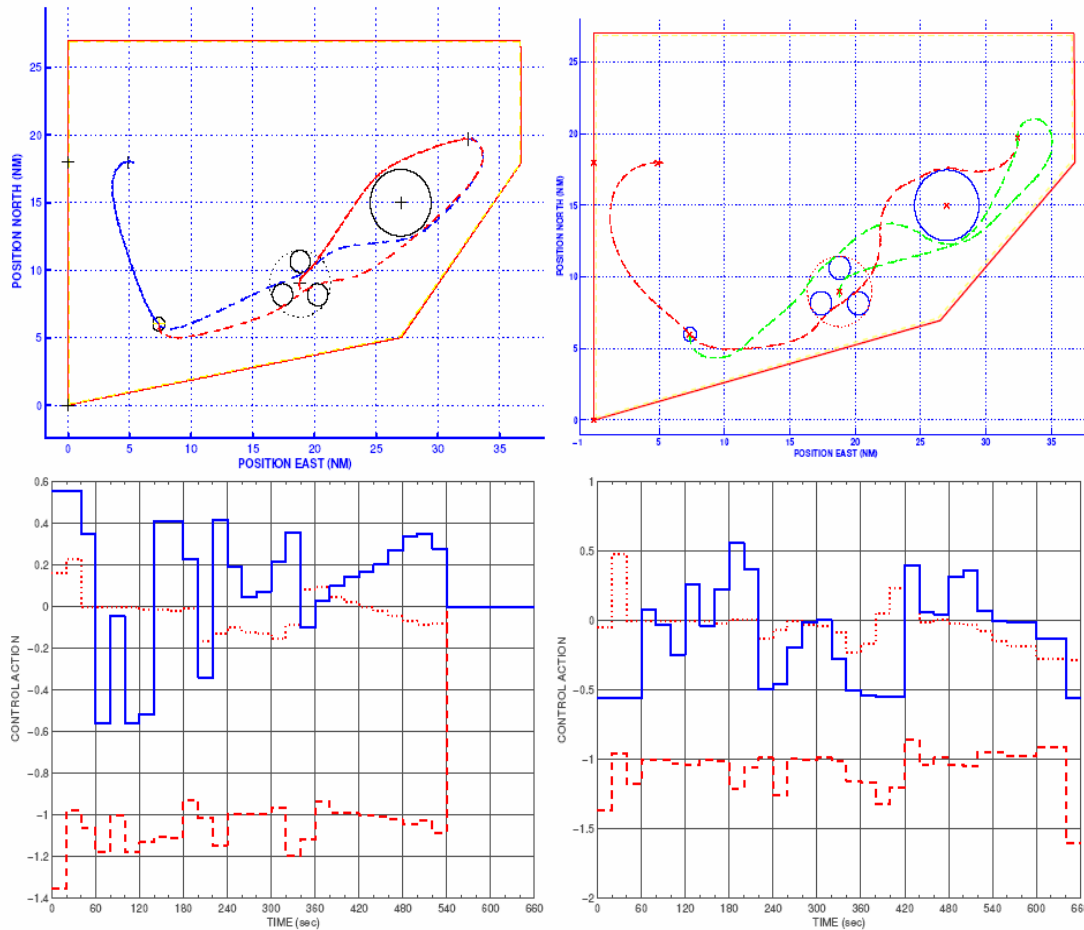 25
20
15
10
5
0
POSITION NORTH (NM)
0 5 10 15 20 25 30 35
POSITION EAST (NM)
25
20
15
10
5
0
-1
POSITION NORTH (NM)
5 10 15 20 25 30 35
POSITION EAST (NM)
0.6
0.4
0.2
0
-0.2
-0.4
-0.6
-0.8
-1
-1.2
-1.4
CONTROL ACTION
0 60 120 180 240 300 360 420 480 540 600 660
TIME (sec)
1
0.5
0
-0.5
-1
-1.5
-2
CONTROL ACTION
0 60 120 180 240 300 360 420 480 540 600 660
TIME (sec)